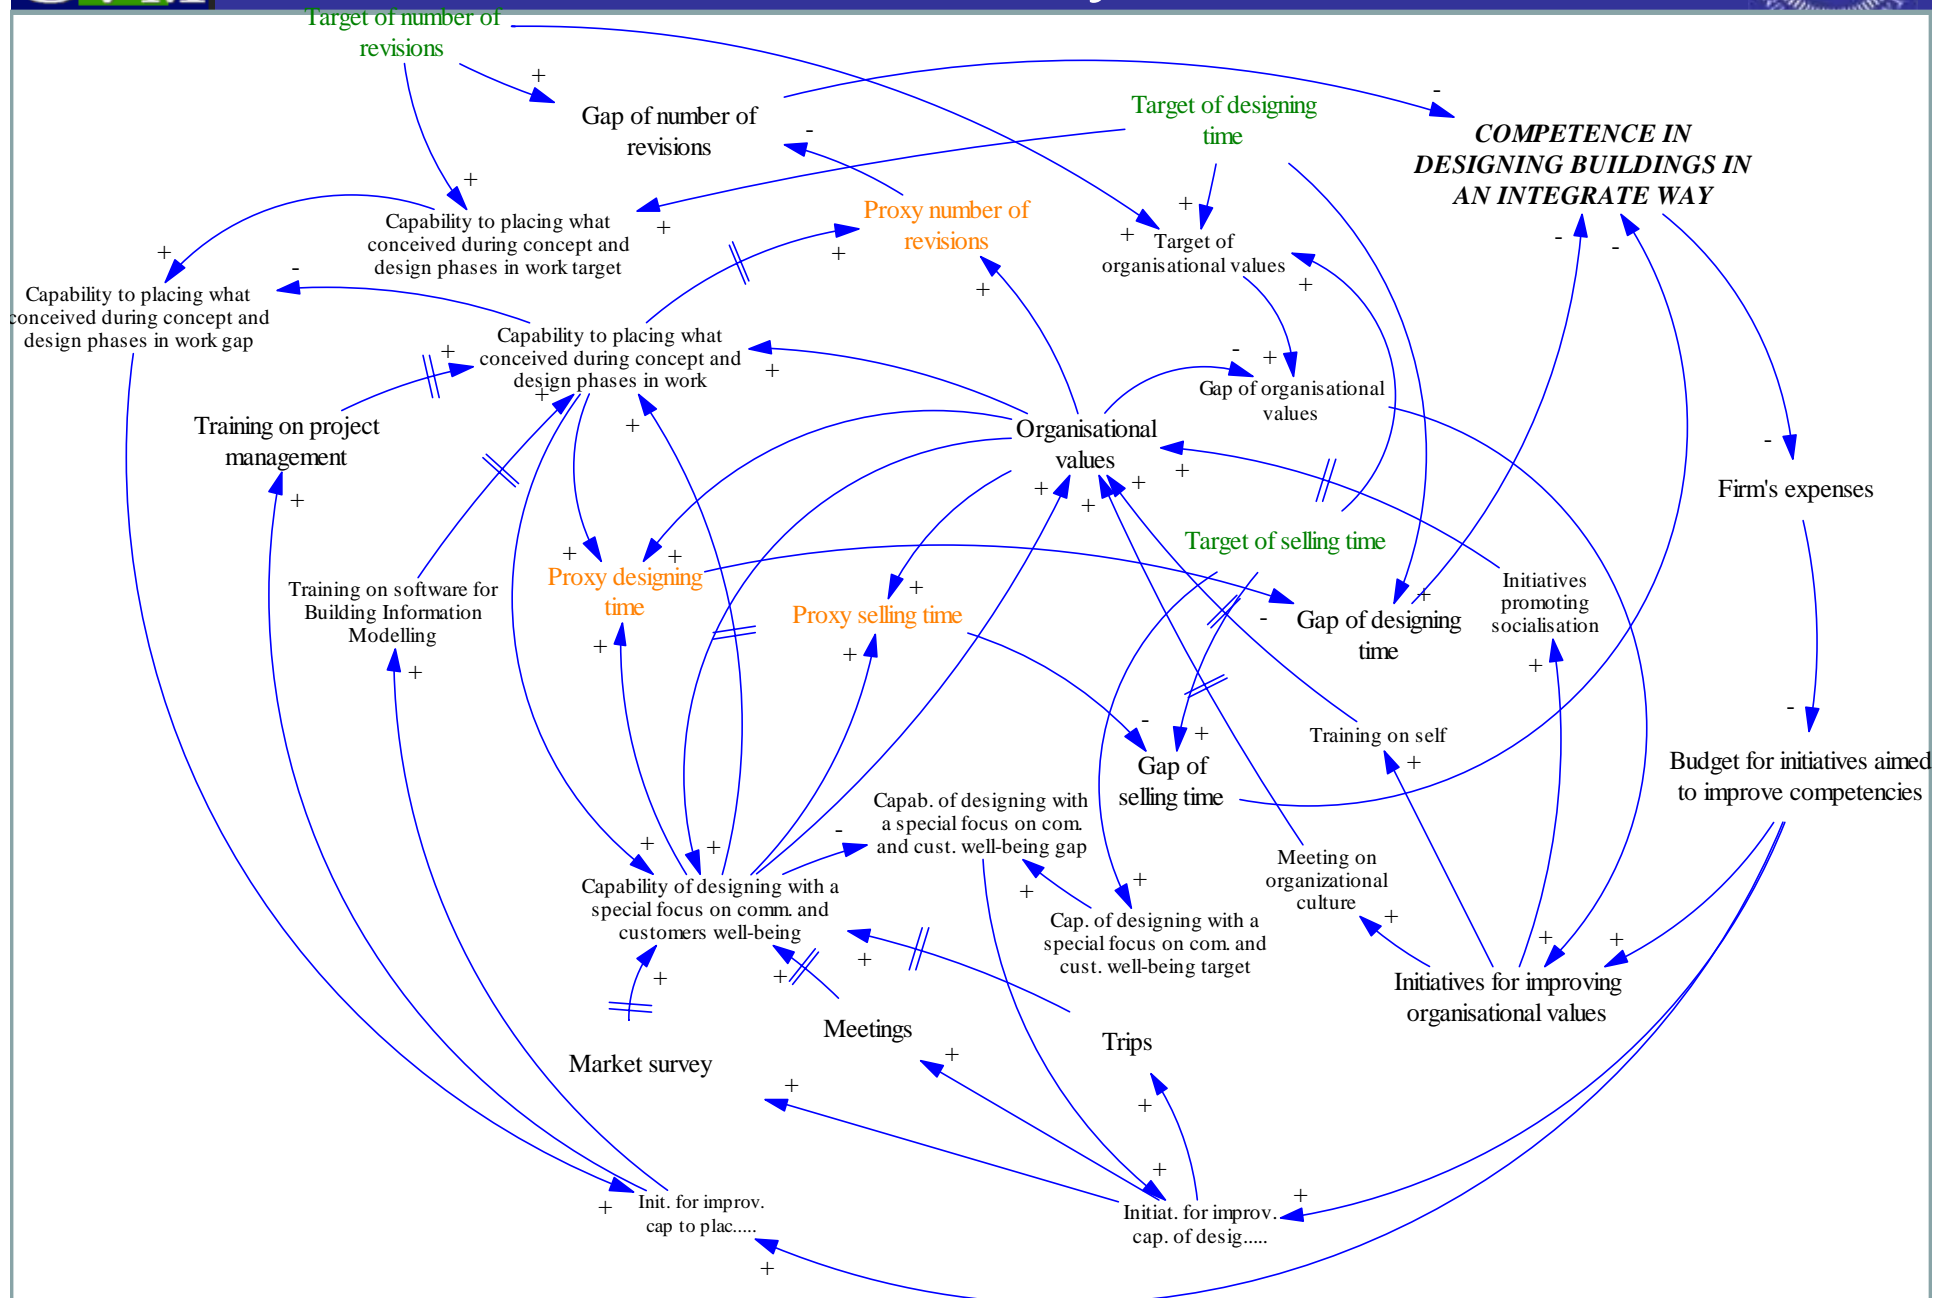 Target of number of
revisions
Gap of number of
revisions
Target of designing
time
COMPETENCE IN
DESIGNING BUILDINGS IN
AN INTEGRATE WAY
Capability to placing what
conceived during concept and
design phases in work target
Proxy number of
revisions
Target of
organisational values
Capability to placing what
conceived during concept and
design phases in work gap
Capability to placing what
conceived during concept and
design phases in work
Gap of organisational
values
Training on project
management
Organisational
values
Firm's expenses
Target of selling time
Training on software for
Building Information
Modelling
Proxy designing
time
Proxy selling time
Gap of designing
time
Initiatives
promoting
socialisation
Training on self
Gap of
selling time
Budget for initiatives aimed
to improve competencies
Capab. of designing with
a special focus on com.
and cust. well-being gap
Meeting on
organizational
culture
Capability of designing with a
special focus on comm. and
customers well-being
Cap. of designing with a
special focus on com. and
cust. well-being target
Initiatives for improving
organisational values
Meetings
Trips
Market survey
Init. for improv.
cap to plac.....
Initiat. for improv.
cap. of desig.....